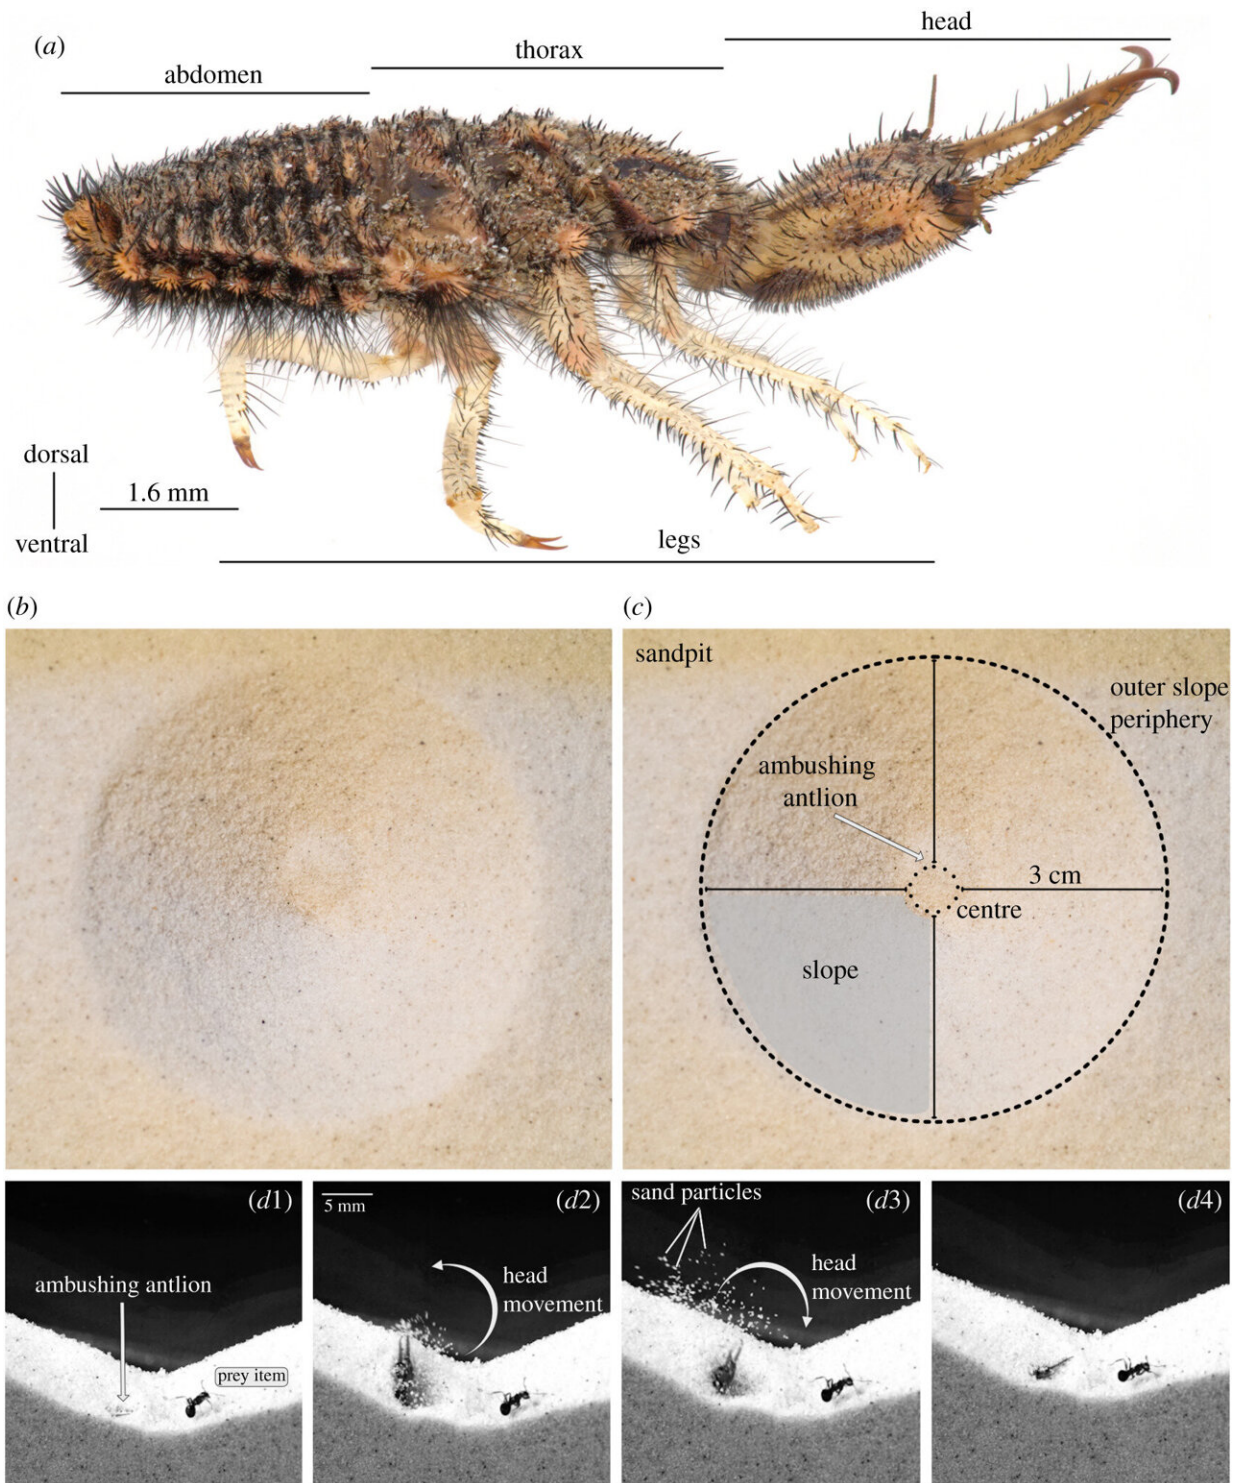 (a)
abdomen
thorax
head
dorsal
ventral
1.6 mm
legs
(b)
(c)
sandpit
outer slope
periphery
ambushing
antlion
3 cm
centre
slope
(d1)
ambushing antlion
prey item
(d2)
5 mm
head
movement
(d3)
sand particles
head
movement
(d4)